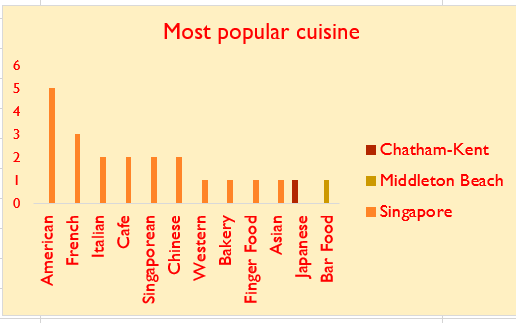 Most popular cuisine
6
5
4
3
2
1
0
American
French
Italian
Cafe
Singaporean
Chinese
Western
Bakery
Finger Food
Asian
Japanese
Bar Food
Chatham-Kent
Middleton Beach
Singapore